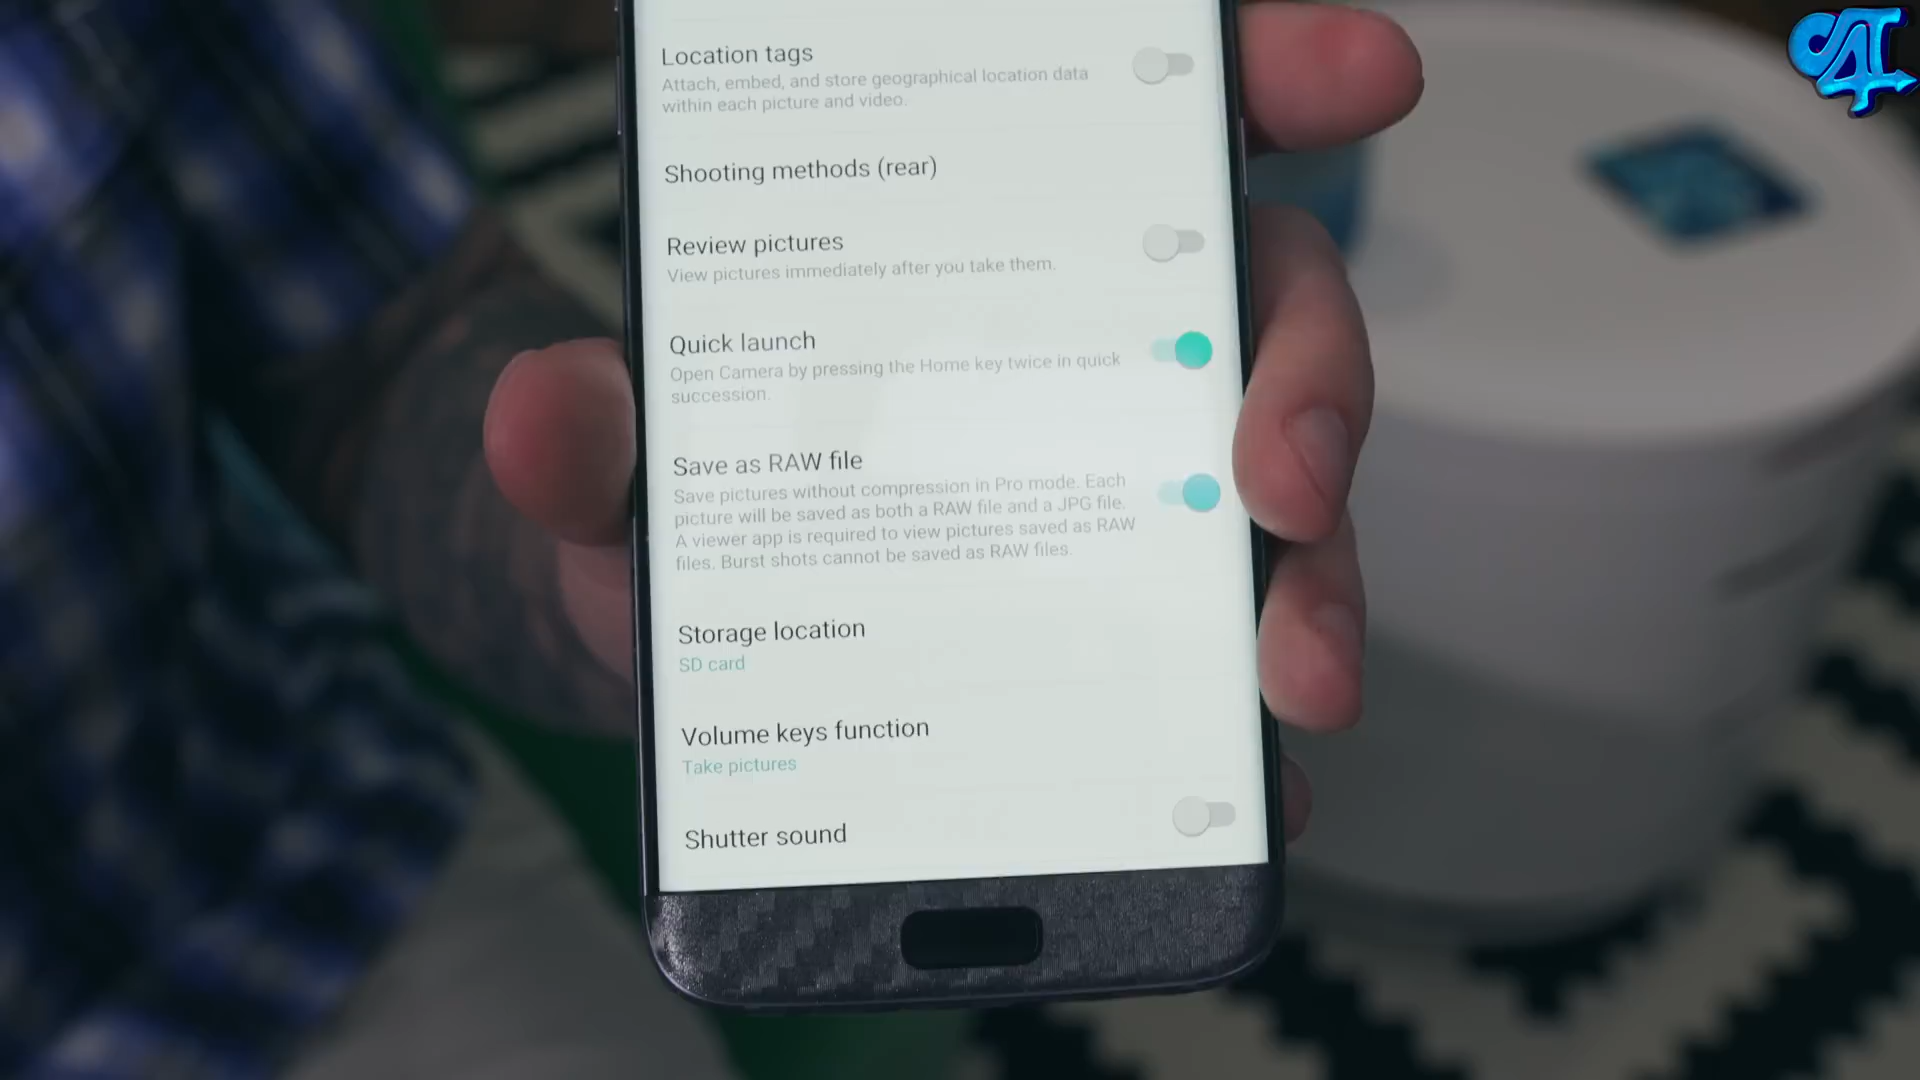 Location tags
Attach, embed, and store geographical location data
within each picture and video.
Shooting methods (rear)
Review pictures
View pictures immediately after you take them.
Quick launch
Open Camera by pressing the Home key twice in quick
succession.
Save as RAW file
Save pictures without compression in Pro mode. Each
picture will be saved as both a RAW file and a JPG file.
A viewer app is required to view pictures saved as RAW
files. Burst shots cannot be saved as RAW files.
Storage location
SD card
Volume keys function
Take pictures
Shutter sound